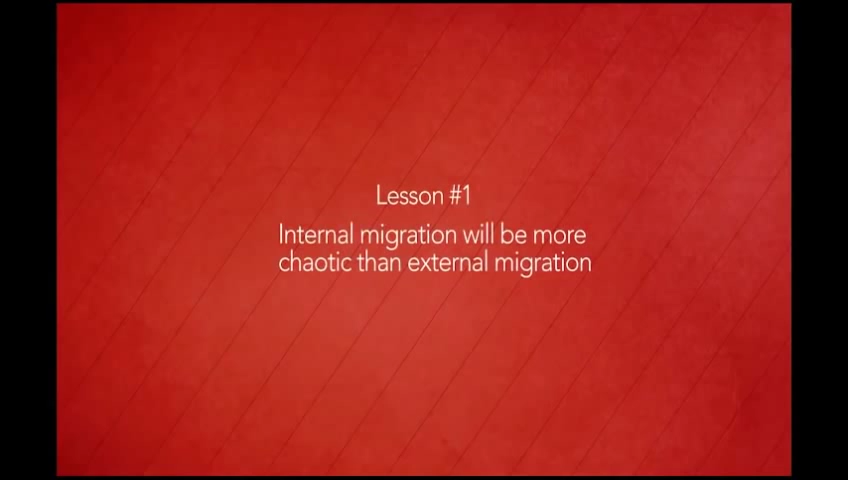 Lesson #1
Internal migration will be more
chaotic than external migration